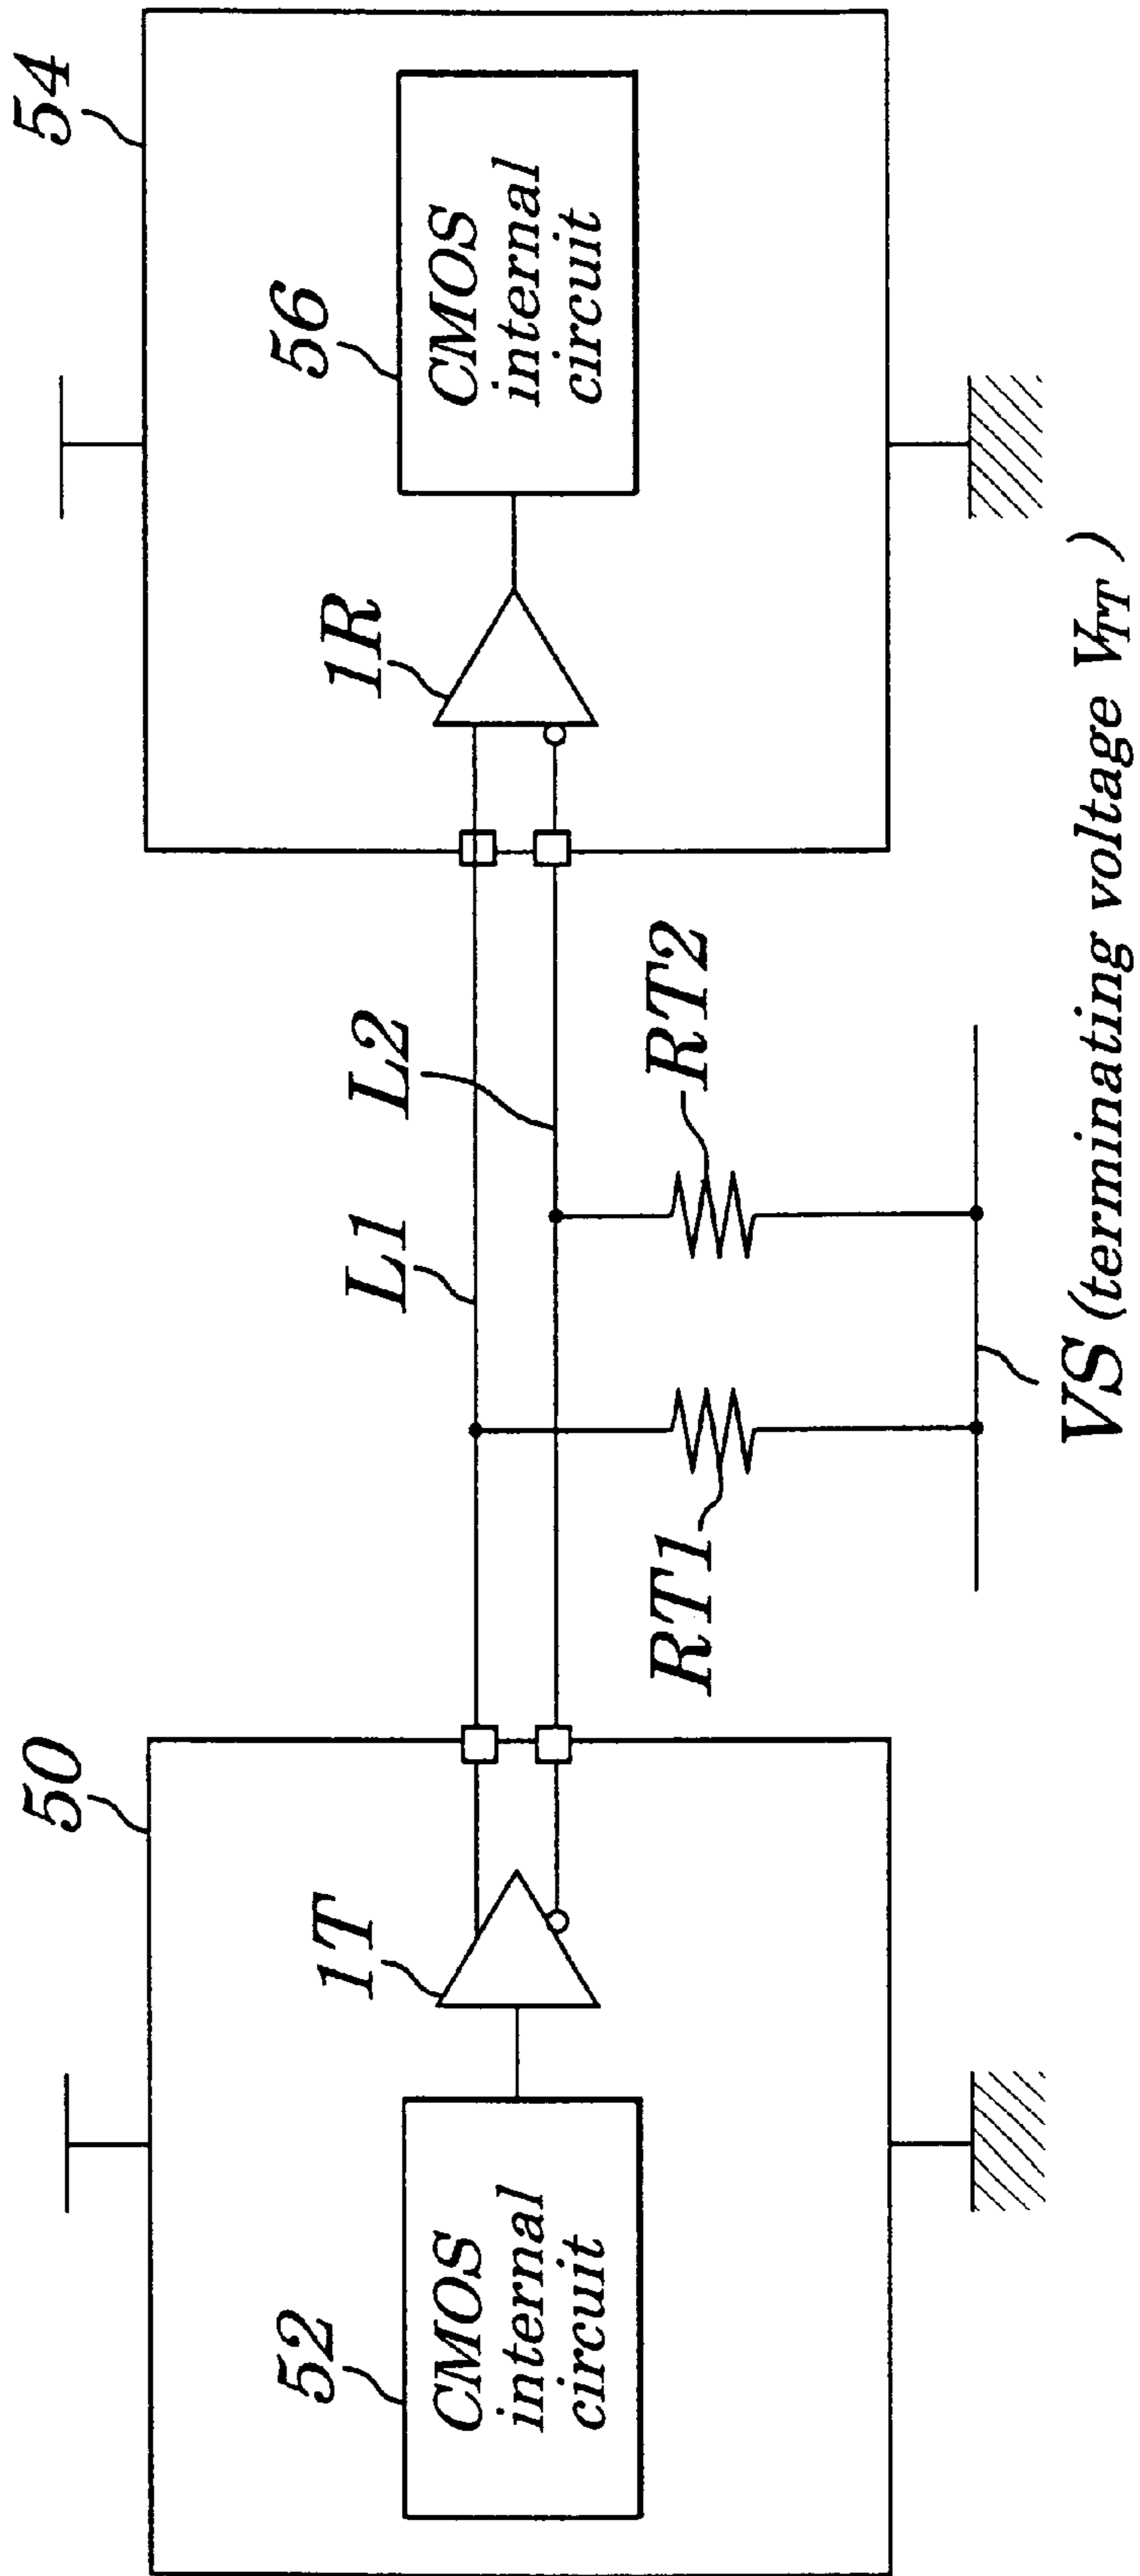 50
54
52
1T
L1
L2
1R
56
CMOS
internal
circuit
CMOS
internal
circuit
RT1
RT2
VS (terminating voltage VTT)